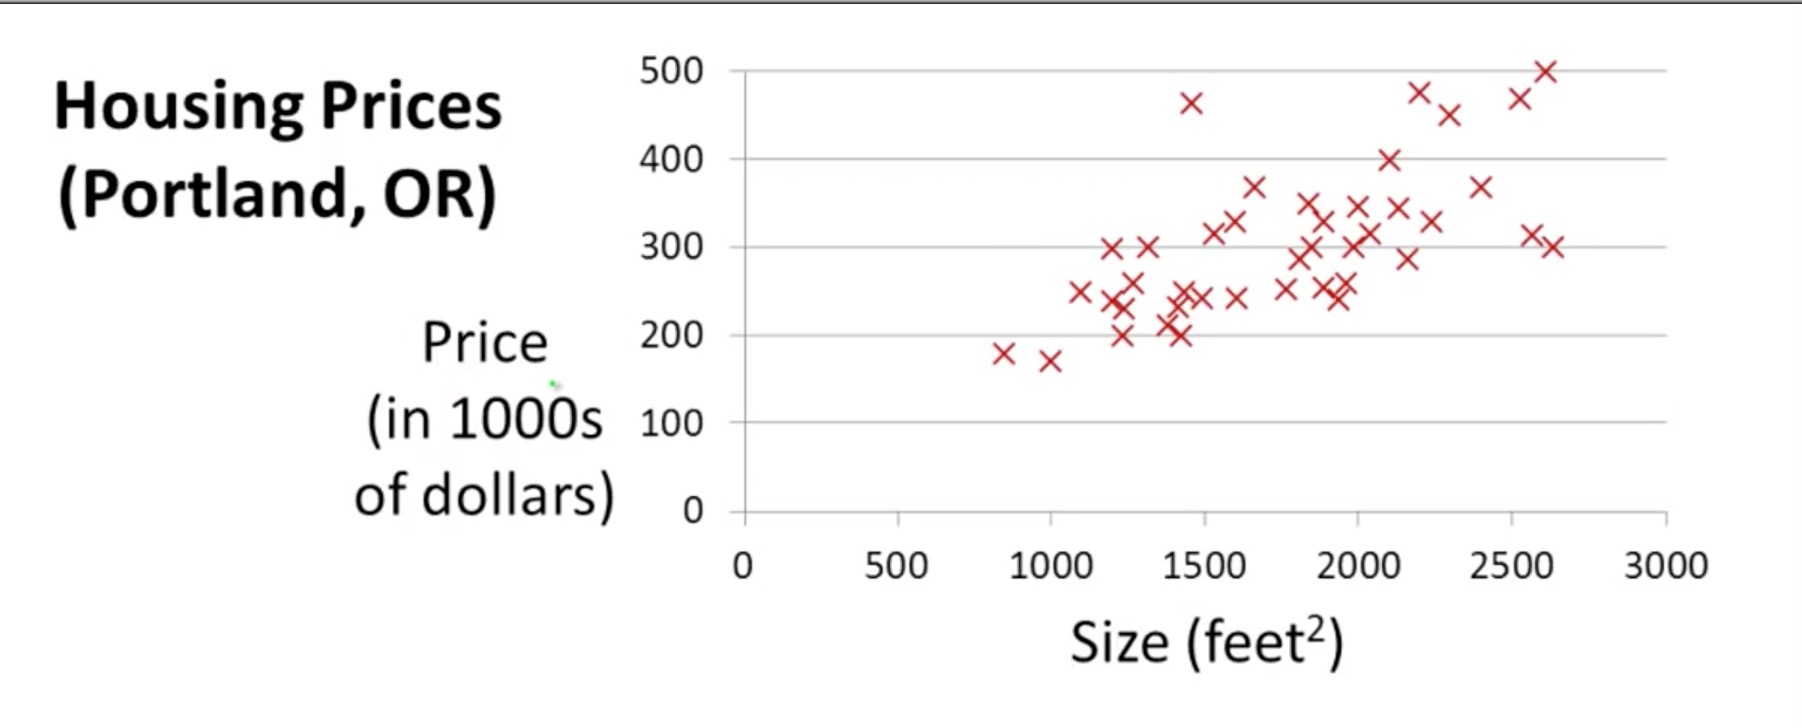 Housing Prices
(Portland, OR)
Price
(in 1000s
of dollars)
500
400
300
200
100
0
0 500 1000 1500 2000 2500 3000
Size (feet²)